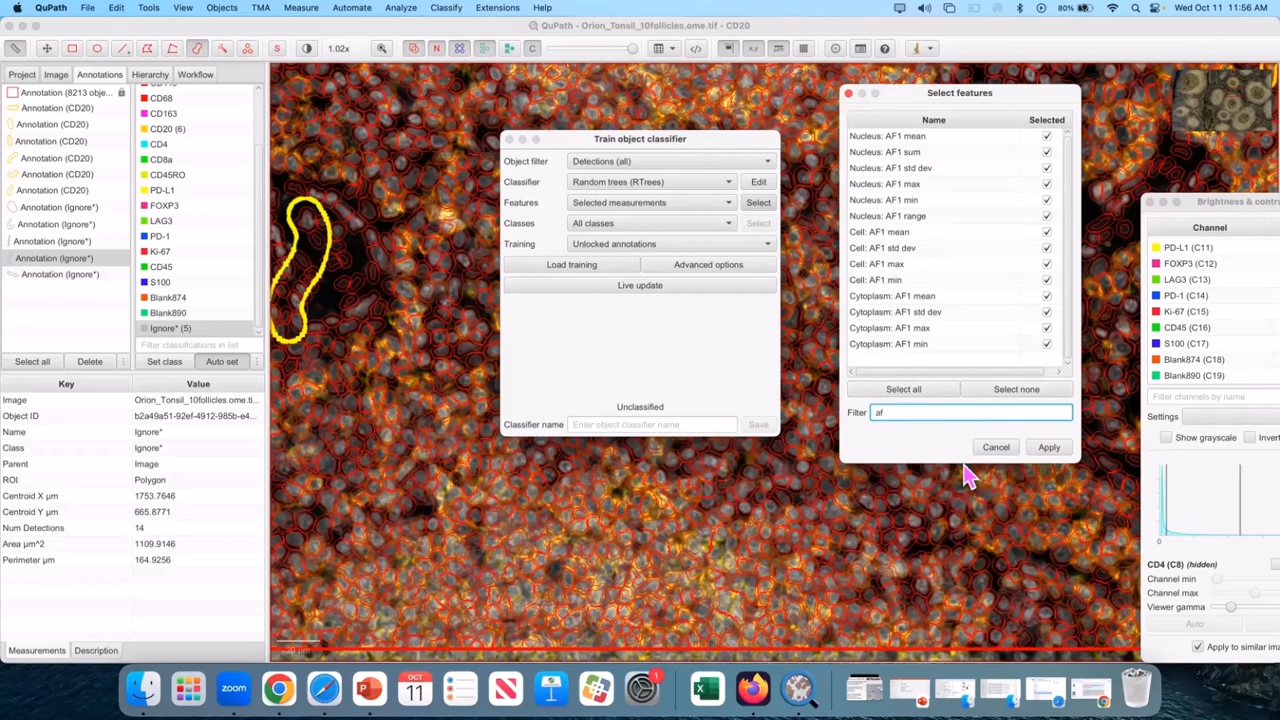 QuPath File Edit Tools View Objects TMA Measure Automate Analyze Classify Extensions Help 80% Wed Oct 11 11:56 AM
QuPath - Orion_Tonsil_10follicles.ome.tif - CD20
S 1.02x N C x,y
Project Image Annotations Hierarchy Workflow
Annotation (8213 obje...
Annotation (CD20)
Annotation (CD20)
Annotation (CD20)
Annotation (CD20)
Annotation (CD20)
Annotation (CD20)
Annotation (Ignore*)
Annotation (Ignore*)
Annotation (Ignore*)
Annotation (Ignore*)
Annotation (Ignore*)
CD68
CD163
CD20 (6)
CD4
CD8a
CD45RO
PD-L1
FOXP3
LAG3
PD-1
Ki-67
CD45
S100
Blank874
Blank890
Ignore* (5)
Filter classifications in list
Select all Delete Set class Auto set
Key Value
Image Orion_Tonsil_10follicles.ome.tif
Object ID b2a49a51-92ef-4912-985b-e4...
Name Ignore*
Class Ignore*
Parent Image
ROI Polygon
Centroid X µm 1753.7646
Centroid Y µm 665.8771
Num Detections 14
Area µm^2 1109.9146
Perimeter µm 164.9256
Measurements Description
Train object classifier
Object filter Detections (all)
Classifier Random trees (RTrees) Edit
Features Selected measurements Select
Classes All classes Select
Training Unlocked annotations
Load training Advanced options
Live update
Unclassified
Classifier name Enter object classifier name Save
Select features
Name Selected
Nucleus: AF1 mean
Nucleus: AF1 sum
Nucleus: AF1 std dev
Nucleus: AF1 max
Nucleus: AF1 min
Nucleus: AF1 range
Cell: AF1 mean
Cell: AF1 std dev
Cell: AF1 max
Cell: AF1 min
Cytoplasm: AF1 mean
Cytoplasm: AF1 std dev
Cytoplasm: AF1 max
Cytoplasm: AF1 min
Select all Select none
Filter af
Cancel Apply
Brightness & contra
Channel
PD-L1 (C11)
FOXP3 (C12)
LAG3 (C13)
PD-1 (C14)
Ki-67 (C15)
CD45 (C16)
S100 (C17)
Blank874 (C18)
Blank890 (C19)
Filter channels by name
Settings
Show grayscale Invert
0
CD4 (C8) (hidden)
Channel min
Channel max
Viewer gamma
Auto
Apply to similar ima
zoom
OCT
11
1